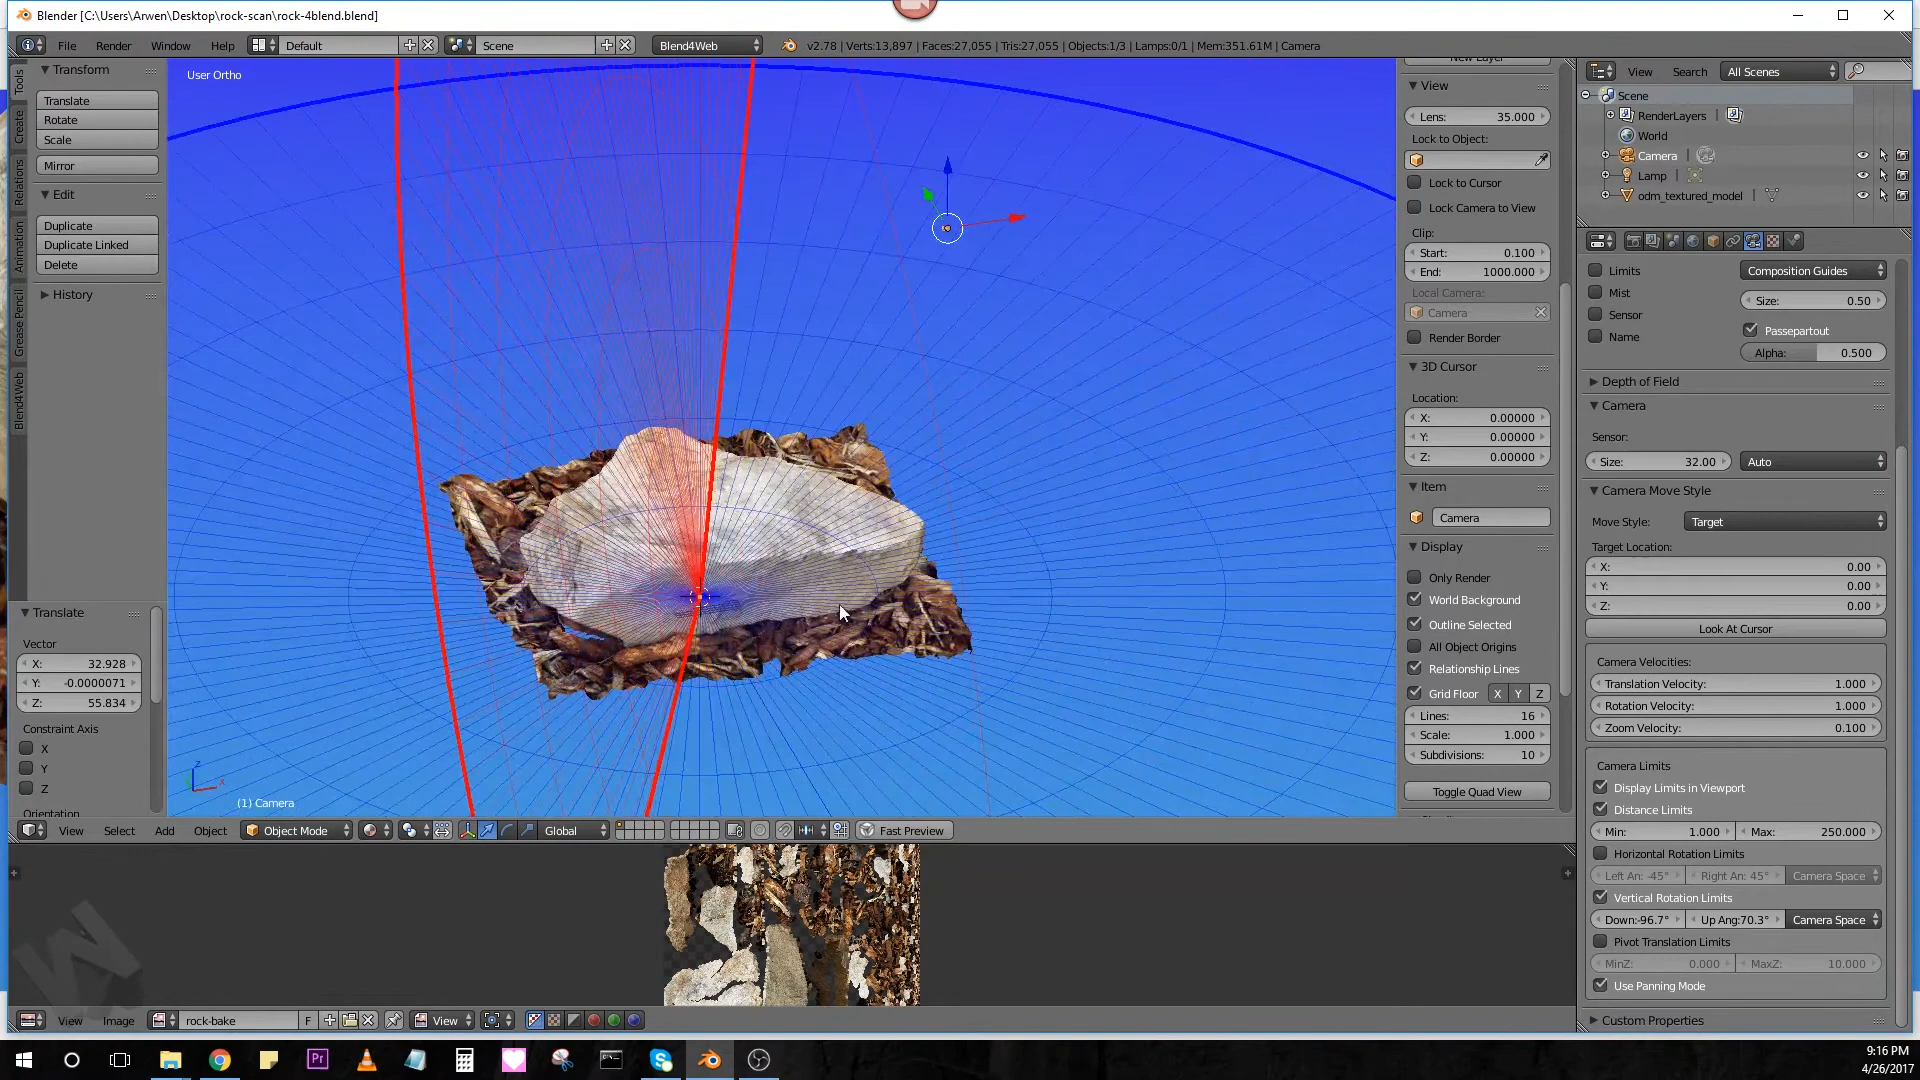 Blender [C:\Users\Arwen\Desktop\rock-scan\rock-4blend.blend]
File Render Window Help Default Scene Blend4Web v2.78 | Verts:13,897 | Faces:27,055 | Tris:27,055 | Objects:1/3 | Lamps:0/1 | Mem:351.61M | Camera
Tools
Create
Relations
Animation
Grease Pencil
Blend4Web
Transform
Translate
Rotate
Scale
Mirror
Edit
Duplicate
Duplicate Linked
Delete
History
Translate
Vector
X: 32.928
Y: -0.0000071
Z: 55.834
Constraint Axis
X
Y
Z
Orientation
User Ortho
(1) Camera
View Select Add Object Object Mode Global Fast Preview
New Layer
View
Lens: 35.000
Lock to Object:
Lock to Cursor
Lock Camera to View
Clip:
Start: 0.100
End: 1000.000
Local Camera:
Camera
Render Border
3D Cursor
Location:
X: 0.00000
Y: 0.00000
Z: 0.00000
Item
Camera
Display
Only Render
World Background
Outline Selected
All Object Origins
Relationship Lines
Grid Floor X Y Z
Lines: 16
Scale: 1.000
Subdivisions: 10
Toggle Quad View
View Search All Scenes
Scene
RenderLayers
World
Camera
Lamp
odm_textured_model
Limits Composition Guides
Mist Size: 0.50
Sensor Passepartout
Name Alpha: 0.500
Depth of Field
Camera
Sensor:
Size: 32.00 Auto
Camera Move Style
Move Style: Target
Target Location:
X: 0.00
Y: 0.00
Z: 0.00
Look At Cursor
Camera Velocities:
Translation Velocity: 1.000
Rotation Velocity: 1.000
Zoom Velocity: 0.100
Camera Limits
Display Limits in Viewport
Distance Limits
Min: 1.000 Max: 250.000
Horizontal Rotation Limits
Left An: -45° Right An: 45° Camera Space
Vertical Rotation Limits
Down:-96.7° Up Ang:70.3° Camera Space
Pivot Translation Limits
MinZ: 0.000 MaxZ: 10.000
Use Panning Mode
Custom Properties
View Image rock-bake F View
Pr
9:16 PM
4/26/2017